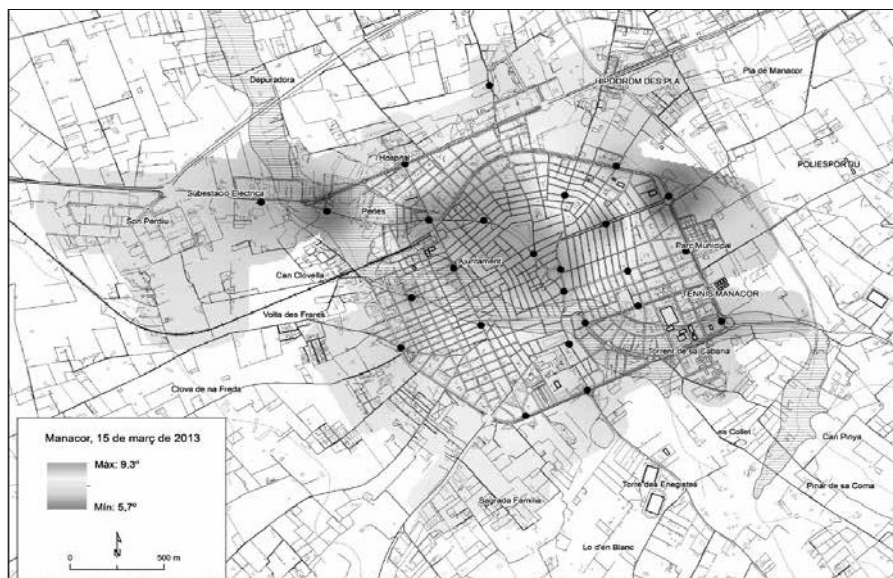 Depuradora
HIPÒDROM DES PLÀ
Pla de Manacor
Hospital
POLIESPORTIU
Subestació Elèctrica
Perles
Son Perdiu
Parc Municipal
Ajuntament
Can Clovella
TENNIS MANACOR
Volta des Frares
Torrent de sa Cabana
Clova de na Freda
es Collet
Can Pinya
Manacor, 15 de març de 2013
Màx: 9.3º
Mín: 5,7º
Torre des Enagistes
Pinar de sa Coma
Sagrada Família
N
Lo d'en Blanc
0 500 m